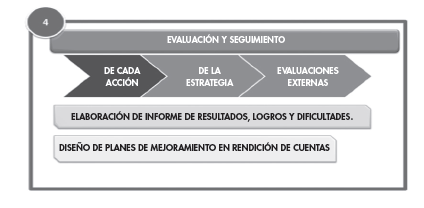 4
EVALUACIÓN Y SEGUIMIENTO
DE CADA
ACCIÓN
DE LA
ESTRATEGIA
EVALUACIONES
EXTERNAS
ELABORACIÓN DE INFORME DE RESULTADOS, LOGROS Y DIFICULTADES.
DISEÑO DE PLANES DE MEJORAMIENTO EN RENDICIÓN DE CUENTAS